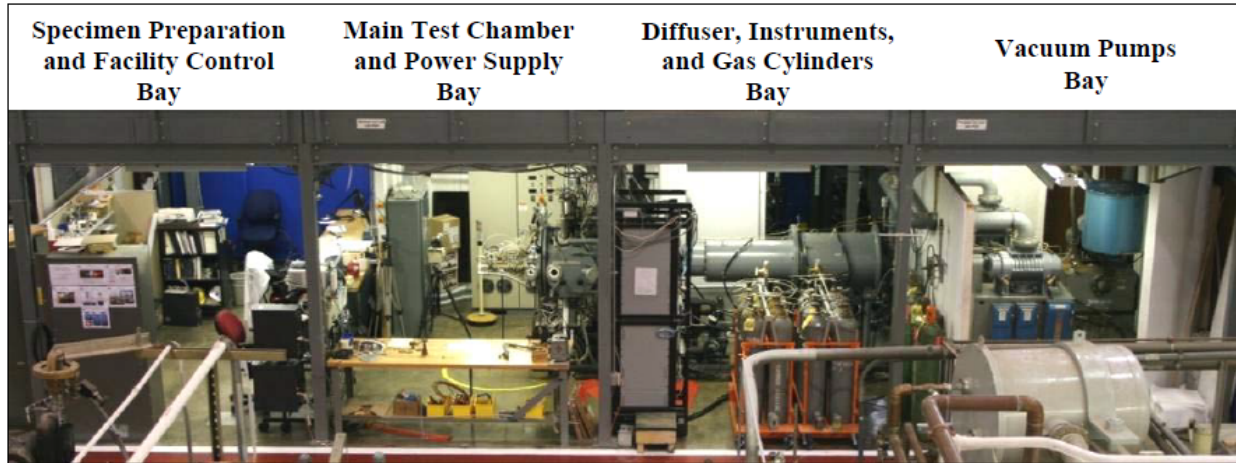 Specimen Preparation
and Facility Control
Bay
Main Test Chamber
and Power Supply
Bay
Diffuser, Instruments,
and Gas Cylinders
Bay
Vacuum Pumps
Bay